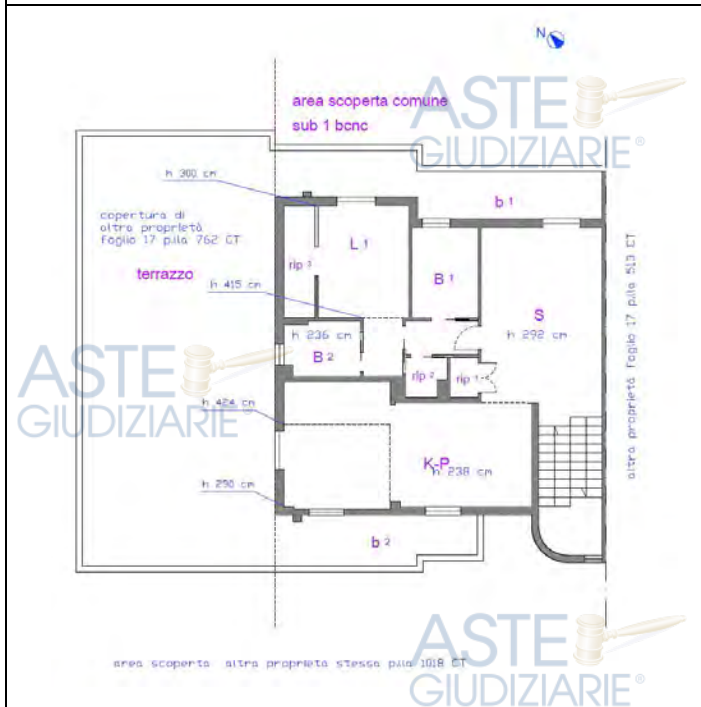 N
ASTE
GIUDIZIARIE®
area scoperta comune
sub 1 bcnc
h 300 cm
b 1
copertura di
altra proprietà
foglio 17 p.lla 762 CT
L 1
rip 3
B 1
terrazzo
altra proprietà foglio 17 p.lla 513 CT
h 415 cm
S
h 292 cm
h 236 cm
B 2
ASTE
GIUDIZIARIE®
rip 2
rip 1
h 424 cm
K-P
h 238 cm
h 290 cm
b 2
ASTE
GIUDIZIARIE®
area scoperta altra proprietà stessa p.lla 1018 CT